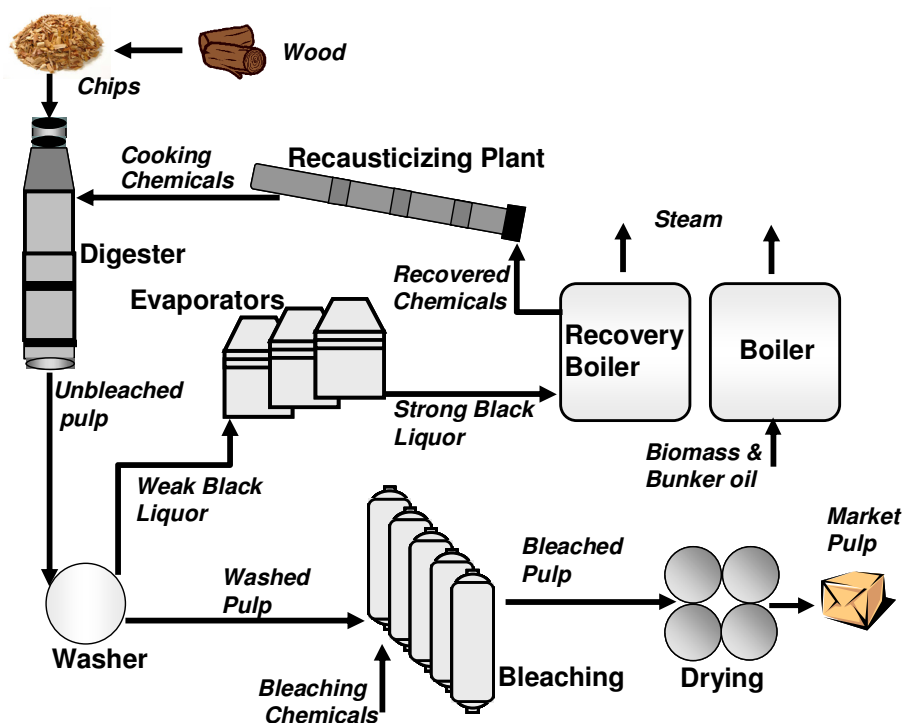 Wood
Chips
Cooking
Chemicals
Recausticizing Plant
Steam
Digester
Recovered
Chemicals
Evaporators
Recovery
Boiler
Boiler
Unbleached
pulp
Strong Black
Liquor
Biomass &
Bunker oil
Weak Black
Liquor
Market
Pulp
Washed
Pulp
Bleached
Pulp
Washer
Bleaching
Drying
Bleaching
Chemicals